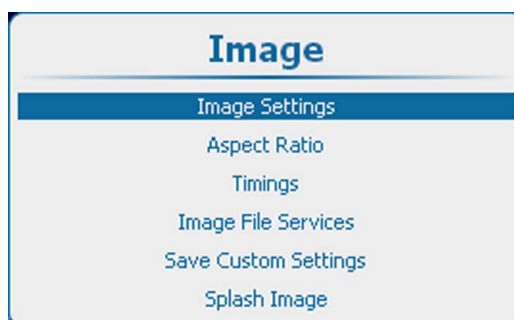 Image
Image Settings
Aspect Ratio
Timings
Image File Services
Save Custom Settings
Splash Image